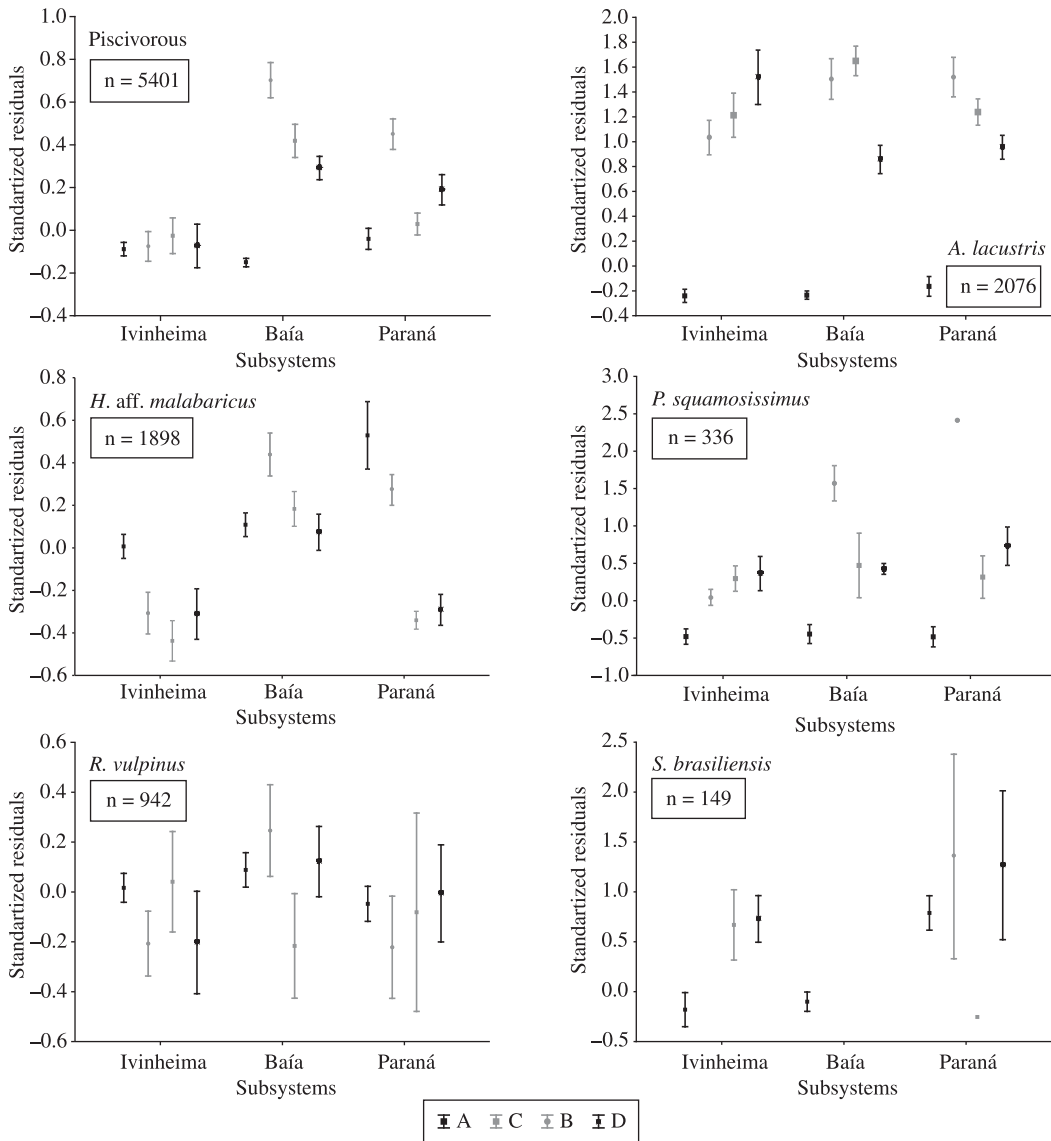 Piscivorous
n = 5401
Standartized residuals
1.0
0.8
0.6
0.4
0.2
0.0
–0.2
–0.4
Ivinheima Baía Paraná
Subsystems
A. lacustris
n = 2076
Standartized residuals
2.0
1.8
1.6
1.4
1.2
1.0
0.8
0.6
0.4
0.2
0.0
–0.2
–0.4
Ivinheima Baía Paraná
Subsystems
H. aff. malabaricus
n = 1898
Standartized residuals
0.8
0.6
0.4
0.2
0.0
–0.2
–0.4
–0.6
Ivinheima Baía Paraná
Subsystems
P. squamosissimus
n = 336
Standartized residuals
3.0
2.5
2.0
1.5
1.0
0.5
0.0
–0.5
–1.0
Ivinheima Baía Paraná
Subsystems
R. vulpinus
n = 942
Standartized residuals
0.6
0.4
0.2
0.0
–0.2
–0.4
–0.6
Ivinheima Baía Paraná
Subsystems
S. brasiliensis
n = 149
Standartized residuals
2.5
2.0
1.5
1.0
0.5
0.0
–0.5
Ivinheima Baía Paraná
Subsystems
A C B D